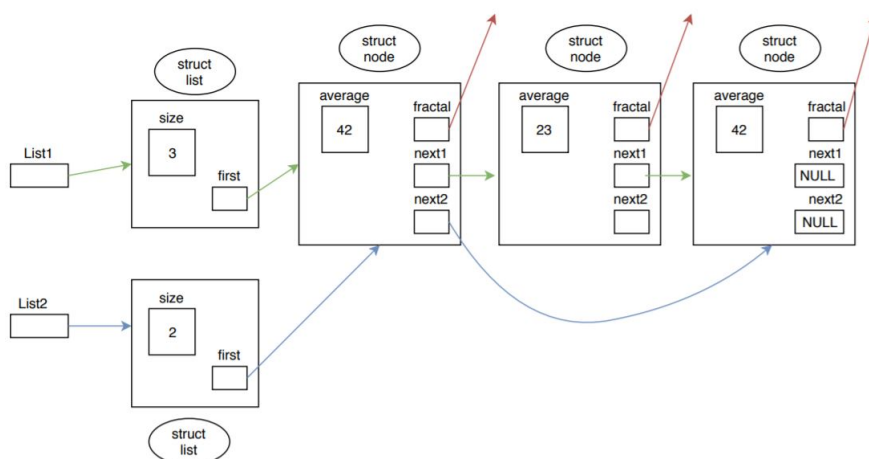 struct
list
size
3
List1
first
struct
node
average
42
fractal
next1
next2
struct
node
average
23
fractal
next1
next2
struct
node
average
42
fractal
next1
NULL
next2
NULL
size
List2
2
first
struct
list